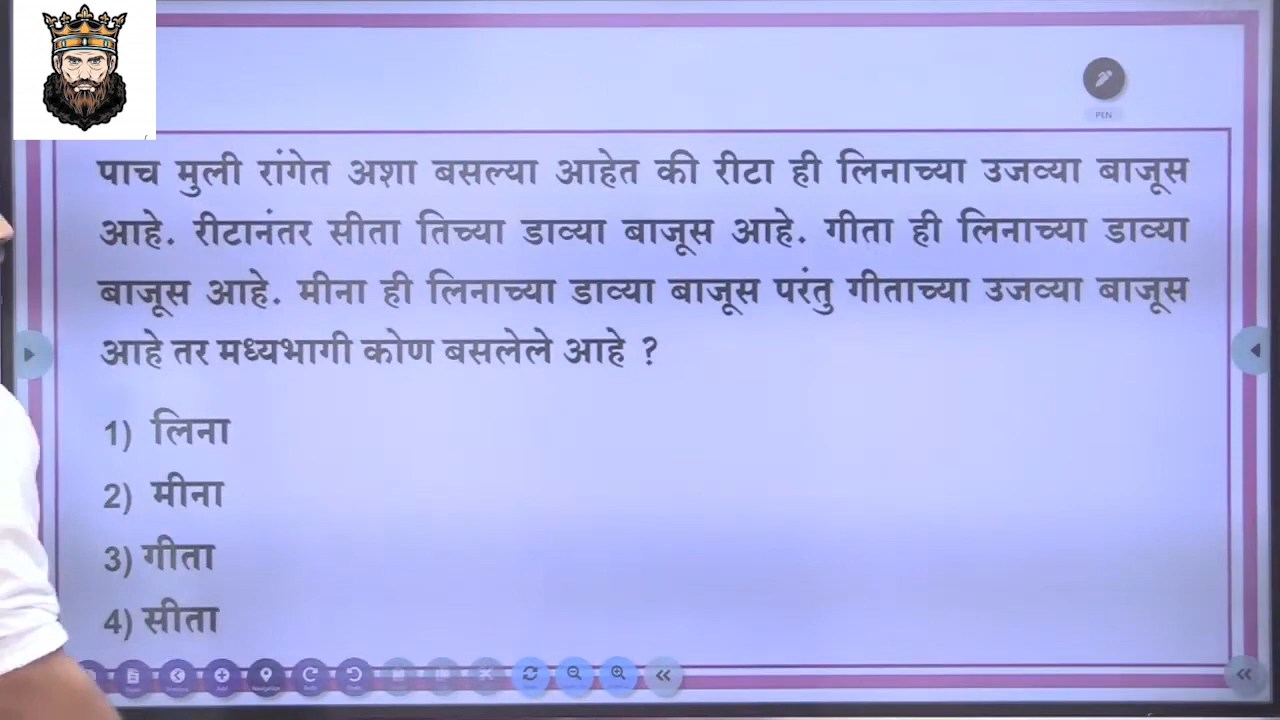 PEN
पाच मुली रांगेत अशा बसल्या आहेत की रीटा ही लिनाच्या उजव्या बाजूस
आहे. रीटानंतर सीता तिच्या डाव्या बाजूस आहे. गीता ही लिनाच्या डाव्या
बाजूस आहे. मीना ही लिनाच्या डाव्या बाजूस परंतु गीताच्या उजव्या बाजूस
आहे तर मध्यभागी कोण बसलेले आहे ?
1) लिना
2) मीना
3) गीता
4) सीता